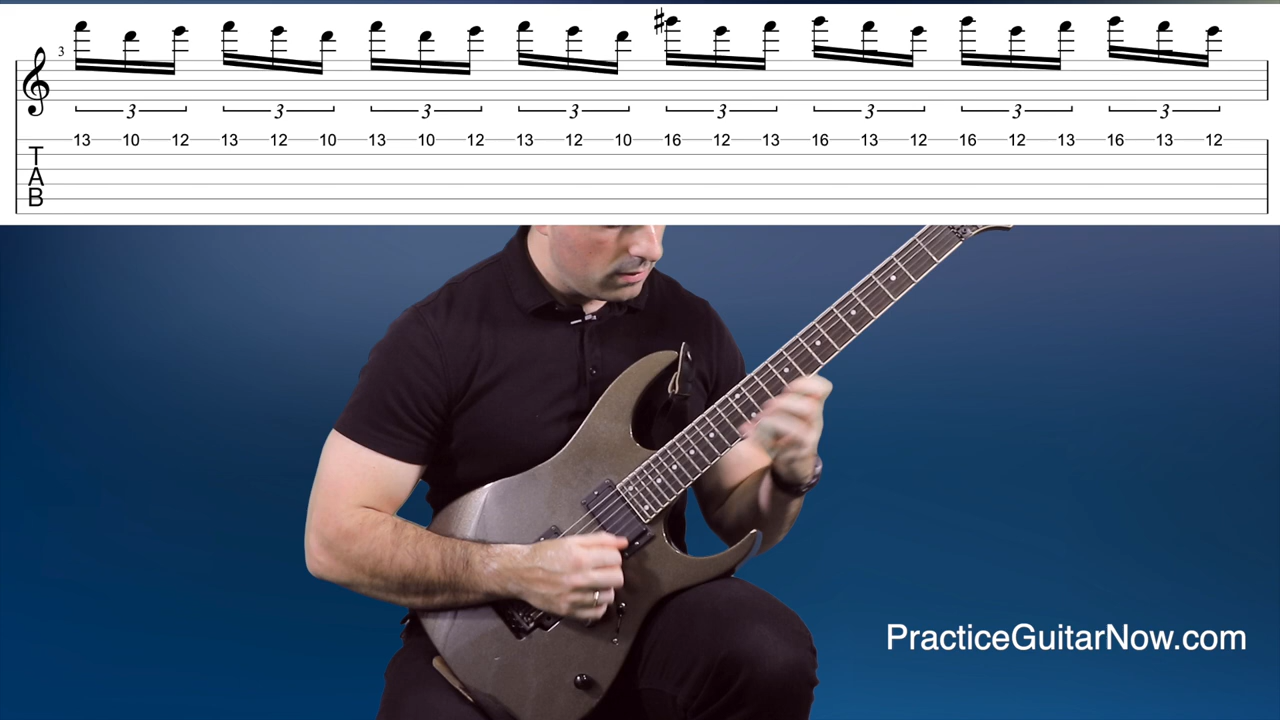 3
3 3 3 3 3 3 3 3
13 10 12 13 12 10 13 10 12 13 12 10 16 12 13 16 13 12 16 12 13 16 13 12
T
A
B
PracticeGuitarNow.com